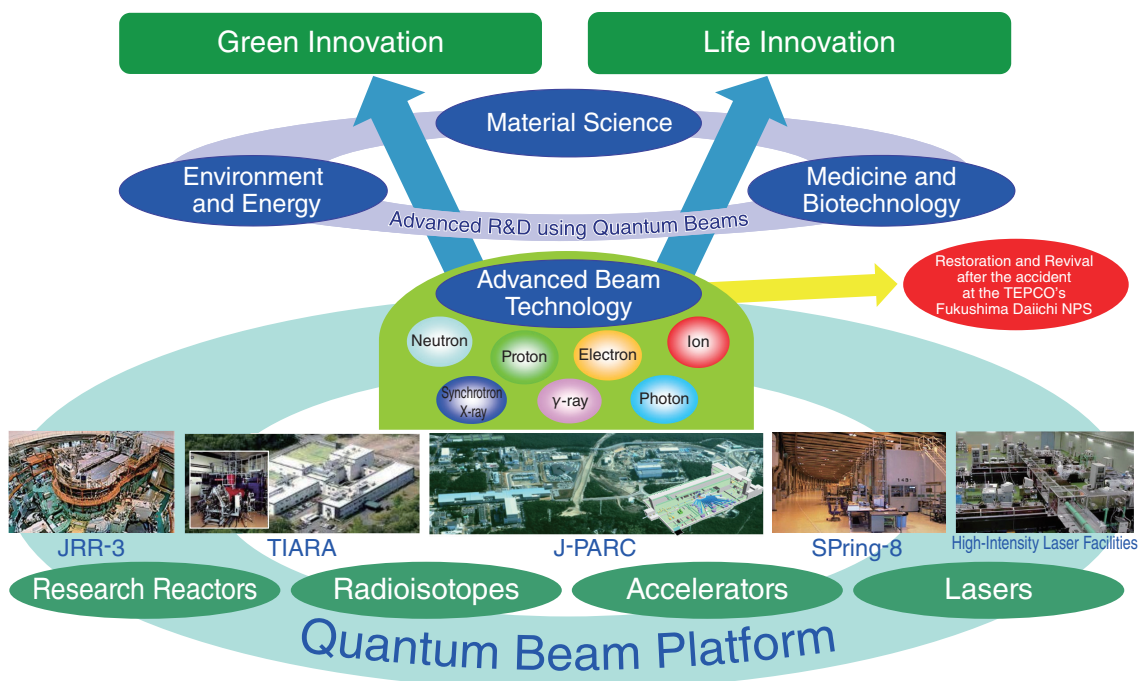 Green Innovation
Life Innovation
Material Science
Environment
and Energy
Medicine and
Biotechnology
Advanced R&D using Quantum Beams
Advanced Beam
Technology
Restoration and Revival
after the accident
at the TEPCO's
Fukushima Daiichi NPS
Neutron
Proton
Electron
Ion
Synchrotron
X-ray
γ-ray
Photon
JRR-3
TIARA
J-PARC
SPring-8
High-Intensity Laser Facilities
Research Reactors
Radioisotopes
Accelerators
Lasers
Quantum Beam Platform